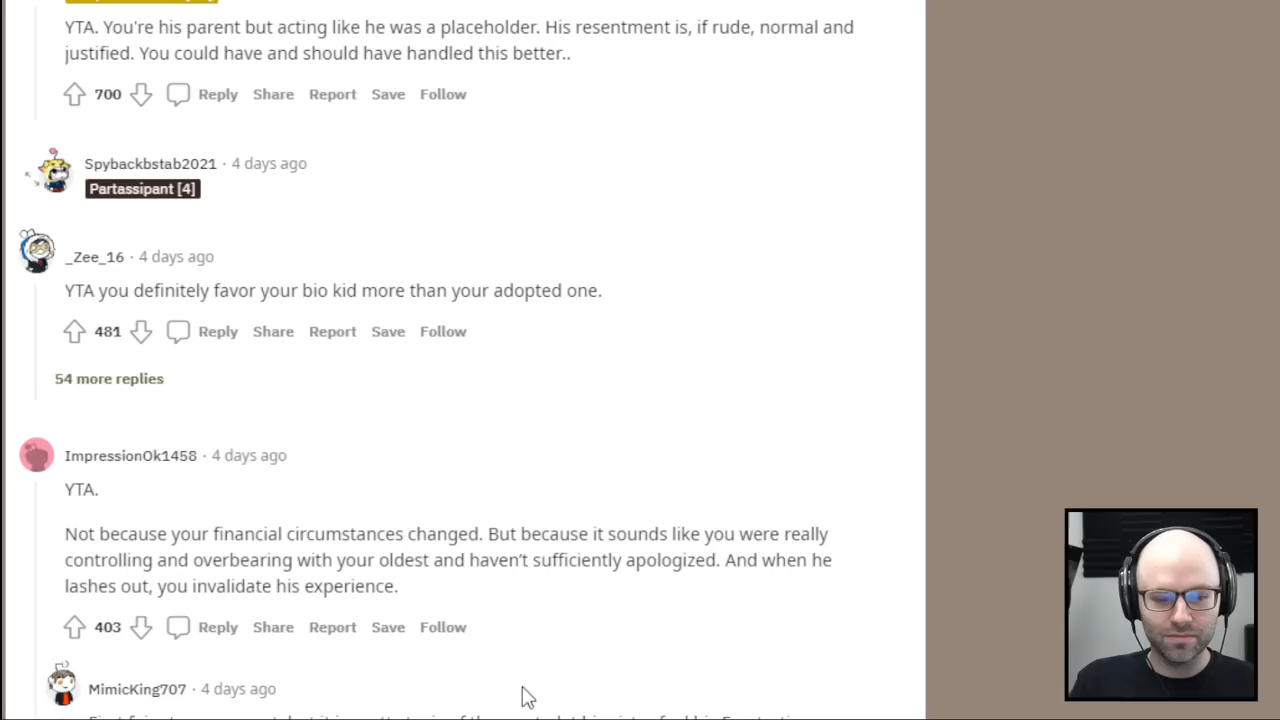 YTA. You're his parent but acting like he was a placeholder. His resentment is, if rude, normal and
justified. You could have and should have handled this better..
700 Reply Share Report Save Follow
Spybackbstab2021 · 4 days ago
Partassipant [4]
_Zee_16 · 4 days ago
YTA you definitely favor your bio kid more than your adopted one.
481 Reply Share Report Save Follow
54 more replies
ImpressionOk1458 · 4 days ago
YTA.
Not because your financial circumstances changed. But because it sounds like you were really
controlling and overbearing with your oldest and haven't sufficiently apologized. And when he
lashes out, you invalidate his experience.
403 Reply Share Report Save Follow
MimicKing707 · 4 days ago